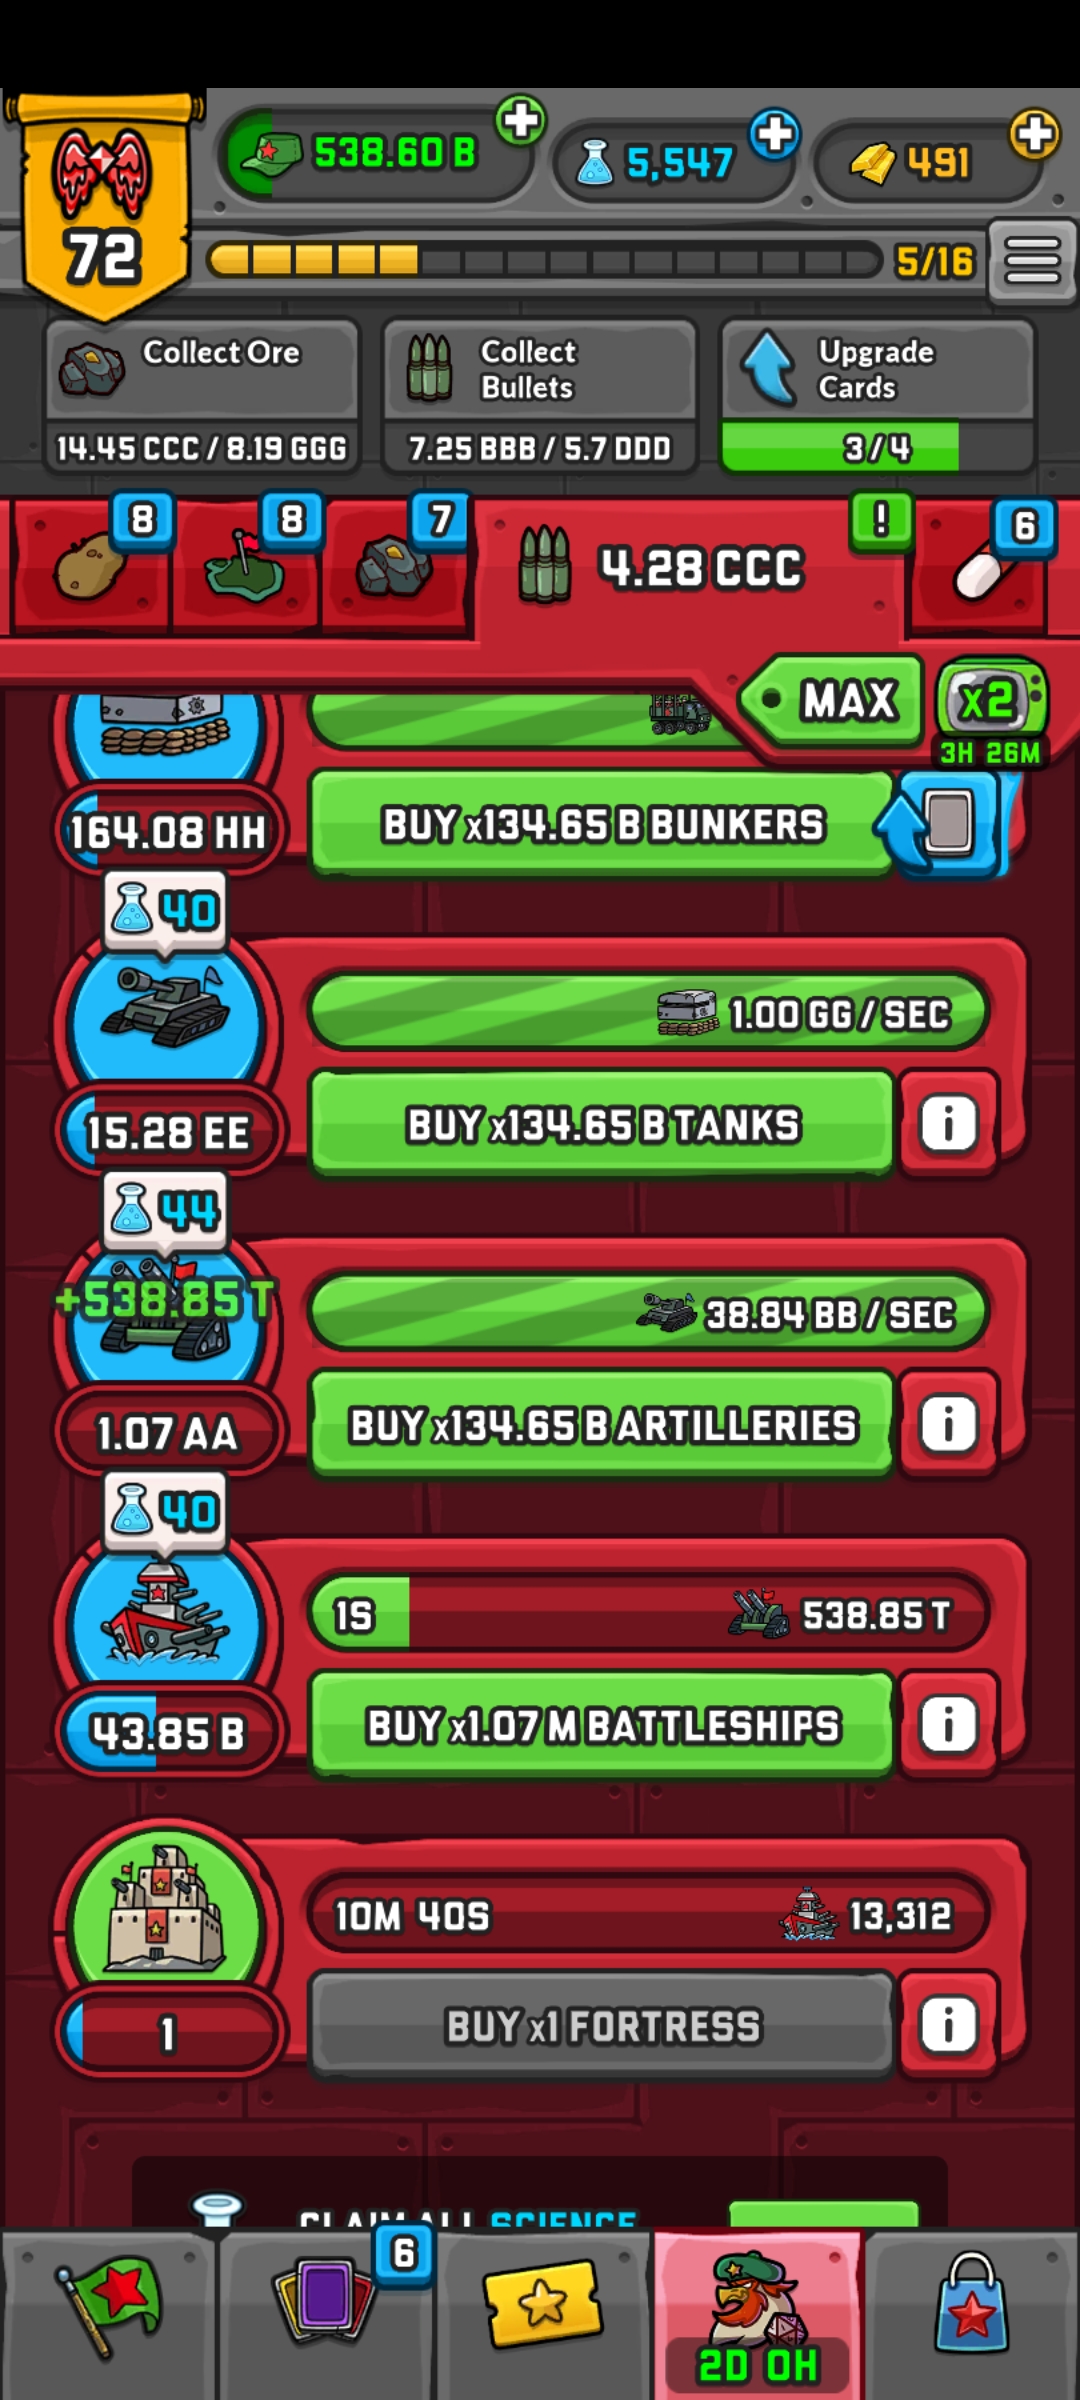 538.60 B
5,547
491
72
5/16
Collect Ore
14.45 CCC / 8.19 GGG
Collect
Bullets
7.25 BBB / 5.7 DDD
Upgrade
Cards
3/4
8
8
7
4.28 CCC
!
6
MAX
x2
3H 26M
164.08 HH
BUY x134.65 B BUNKERS
40
1.00 GG / SEC
15.28 EE
BUY x134.65 B TANKS
i
44
+538.85 T
38.84 BB / SEC
1.07 AA
BUY x134.65 B ARTILLERIES
i
40
1S
538.85 T
43.85 B
BUY x1.07 M BATTLESHIPS
i
10M 40S
13,312
1
BUY x1 FORTRESS
i
CLAIM ALL SCIENCE
6
2D 0H